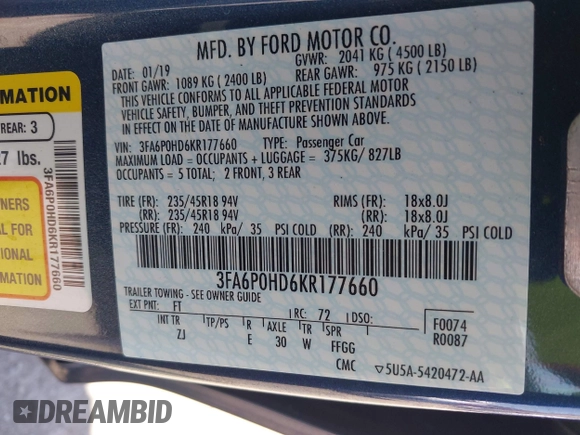 MFD. BY FORD MOTOR CO.
DATE: 01/19 GVWR: 2041 KG (4500 LB)
FRONT GAWR: 1089 KG (2400 LB) REAR GAWR: 975 KG (2150 LB)
THIS VEHICLE CONFORMS TO ALL APPLICABLE FEDERAL MOTOR
VEHICLE SAFETY, BUMPER, AND THEFT PREVENTION STANDARDS
IN EFFECT ON THE DATE OF MANUFACTURE SHOWN ABOVE.
VIN: 3FA6P0HD6KR177660 TYPE: Passenger Car
MAXIMUM LOAD = OCCUPANTS + LUGGAGE = 375KG/ 827LB
OCCUPANTS = 5 TOTAL; 2 FRONT, 3 REAR
TIRE (FR): 235/45R18 94V RIMS (FR): 18x8.0J
(RR): 235/45R18 94V (RR): 18x8.0J
PRESSURE (FR): 240 kPa/ 35 PSI COLD (RR): 240 kPa/ 35 PSI COLD
3FA6P0HD6KR177660
TRAILER TOWING - SEE OWNER GUIDE
EXT PNT: FT RC: 72 DSO:
INT TR TP/PS R AXLE TR SPR
ZJ E 30 W FFGG
F0074
R0087
CMC ▽5U5A-5420472-AA
RMATION
REAR: 3
7 lbs.
3FA6P0HD6KR177660
NERS
AL FOR
TIONAL
ATION
DREAMBID